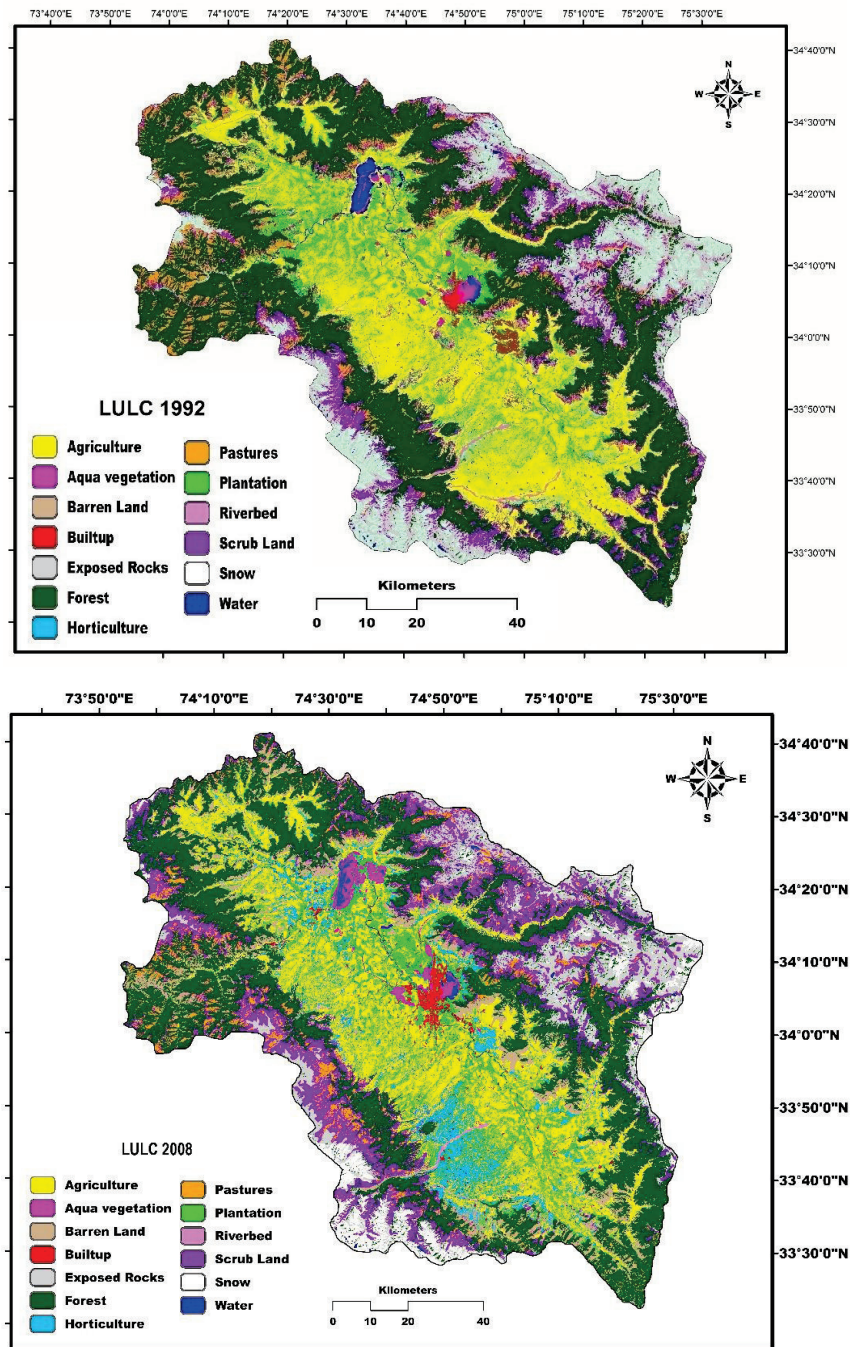 73°40'0"E 73°50'0"E 74°0'0"E 74°10'0"E 74°20'0"E 74°30'0"E 74°40'0"E 74°50'0"E 75°0'0"E 75°10'0"E 75°20'0"E 75°30'0"E
34°40'0"N
N
W E
S
34°30'0"N
34°20'0"N
34°10'0"N
34°0'0"N
33°50'0"N
33°40'0"N
33°30'0"N
LULC 1992
Agriculture
Aqua vegetation
Barren Land
Builtup
Exposed Rocks
Forest
Horticulture
Pastures
Plantation
Riverbed
Scrub Land
Snow
Water
Kilometers
0 10 20 40
73°50'0"E 74°10'0"E 74°30'0"E 74°50'0"E 75°10'0"E 75°30'0"E
34°40'0"N
N
W E
S
34°30'0"N
34°20'0"N
34°10'0"N
34°0'0"N
33°50'0"N
33°40'0"N
33°30'0"N
LULC 2008
Agriculture
Aqua vegetation
Barren Land
Builtup
Exposed Rocks
Forest
Horticulture
Pastures
Plantation
Riverbed
Scrub Land
Snow
Water
Kilometers
0 10 20 40